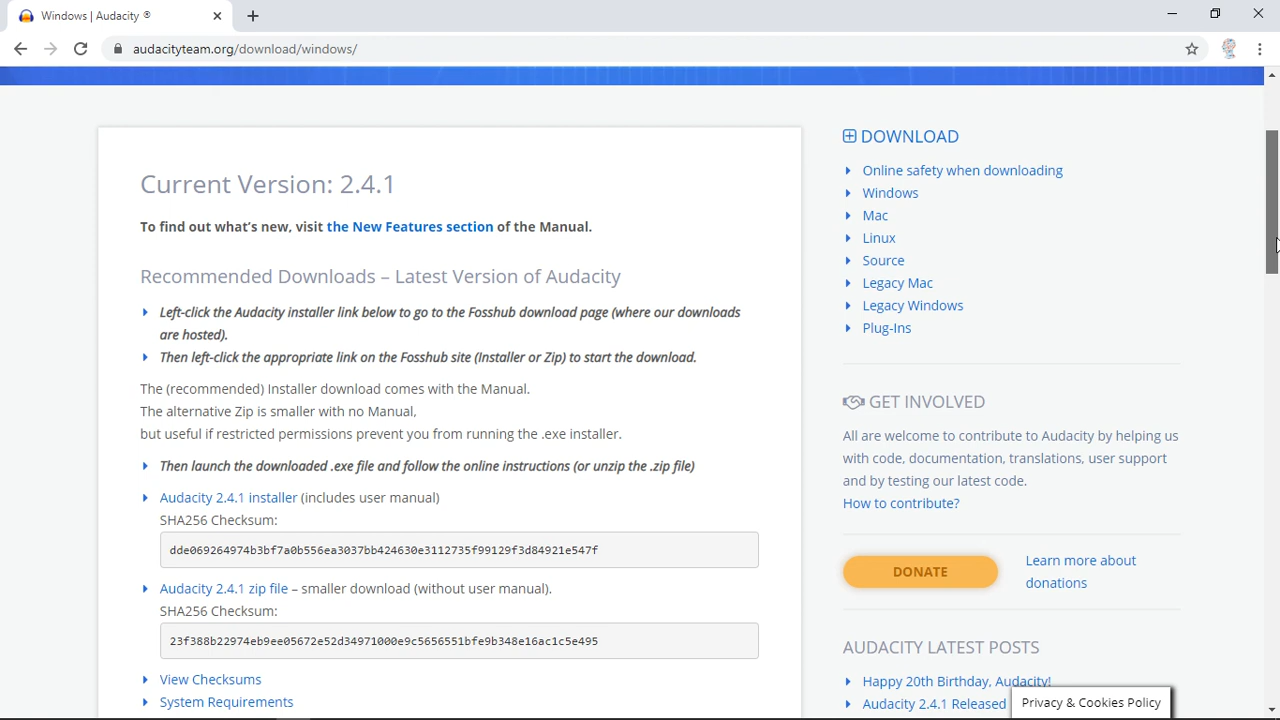 Windows | Audacity ®
audacityteam.org/download/windows/
Current Version: 2.4.1
To find out what's new, visit the New Features section of the Manual.
Recommended Downloads – Latest Version of Audacity
Left-click the Audacity installer link below to go to the Fosshub download page (where our downloads
are hosted).
Then left-click the appropriate link on the Fosshub site (Installer or Zip) to start the download.
The (recommended) Installer download comes with the Manual.
The alternative Zip is smaller with no Manual,
but useful if restricted permissions prevent you from running the .exe installer.
Then launch the downloaded .exe file and follow the online instructions (or unzip the .zip file)
Audacity 2.4.1 installer (includes user manual)
SHA256 Checksum:
dde069264974b3bf7a0b556ea3037bb424630e3112735f99129f3d84921e547f
Audacity 2.4.1 zip file – smaller download (without user manual).
SHA256 Checksum:
23f388b22974eb9ee05672e52d34971000e9c5656551bfe9b348e16ac1c5e495
View Checksums
System Requirements
DOWNLOAD
Online safety when downloading
Windows
Mac
Linux
Source
Legacy Mac
Legacy Windows
Plug-Ins
GET INVOLVED
All are welcome to contribute to Audacity by helping us
with code, documentation, translations, user support
and by testing our latest code.
How to contribute?
DONATE
Learn more about
donations
AUDACITY LATEST POSTS
Happy 20th Birthday, Audacity!
Audacity 2.4.1 Released
Privacy & Cookies Policy